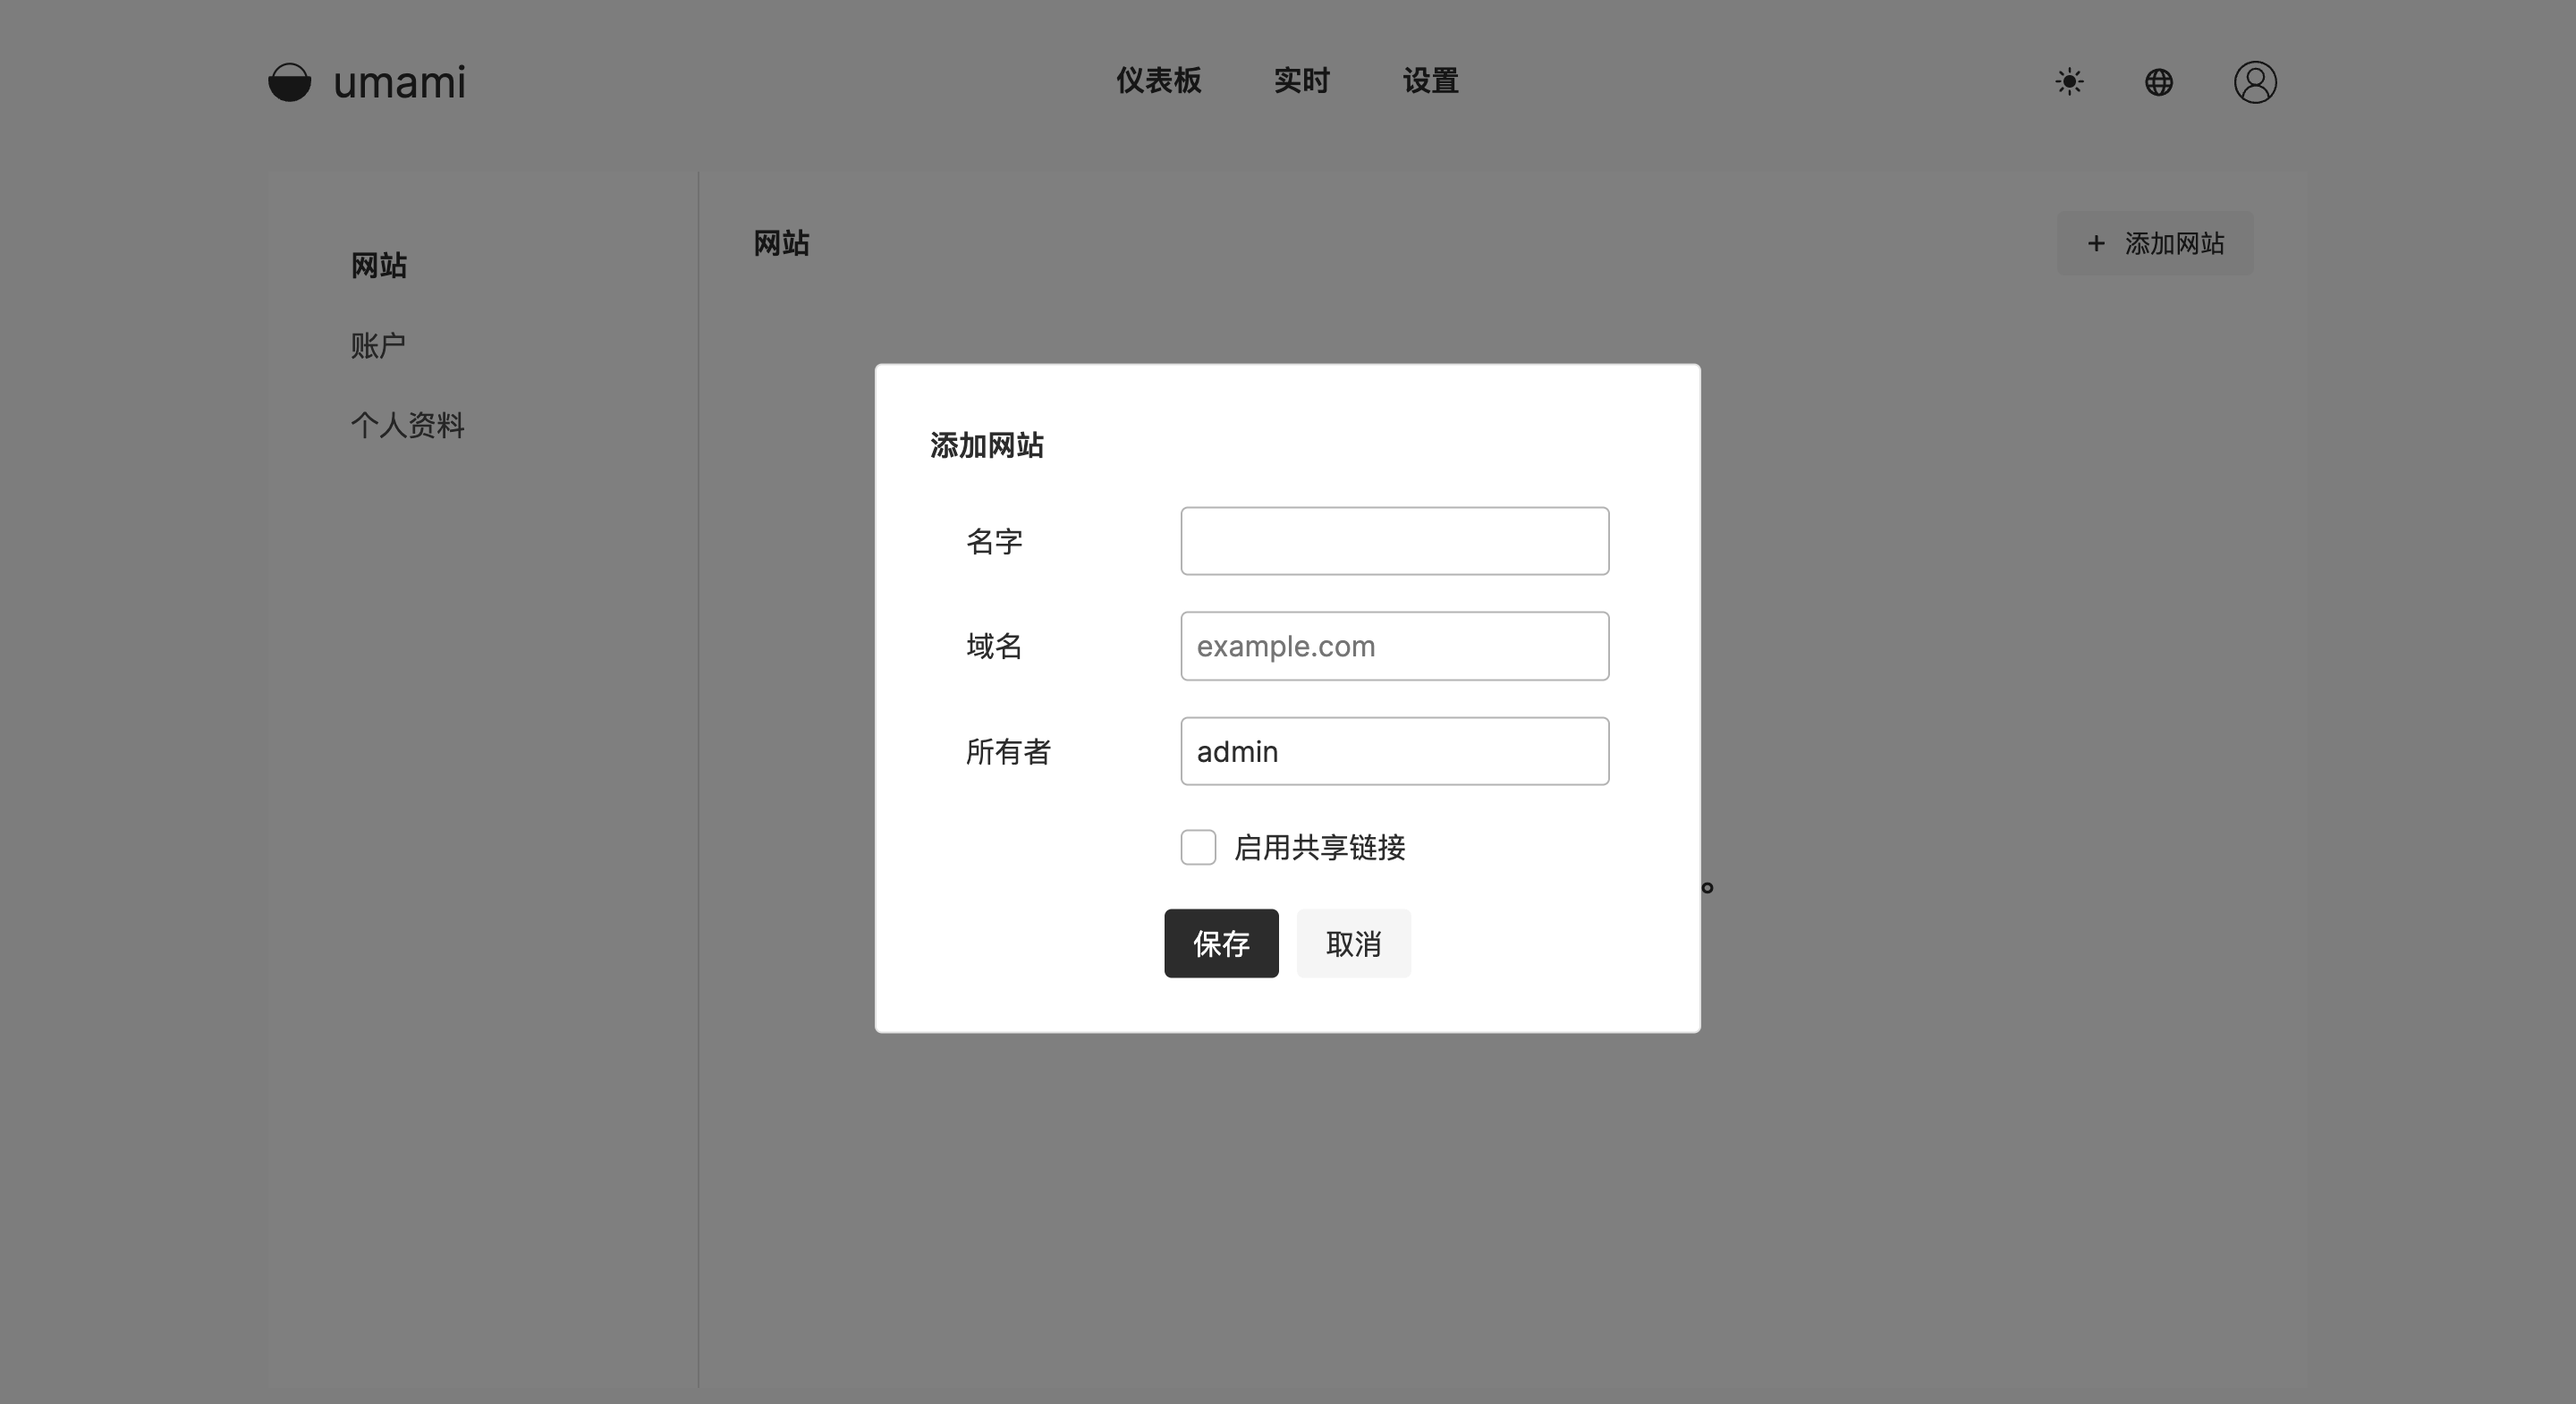 umami
仪表板 实时 设置
网站
账户
个人资料
网站
+ 添加网站
添加网站
名字
域名 example.com
所有者 admin
启用共享链接
。
保存 取消